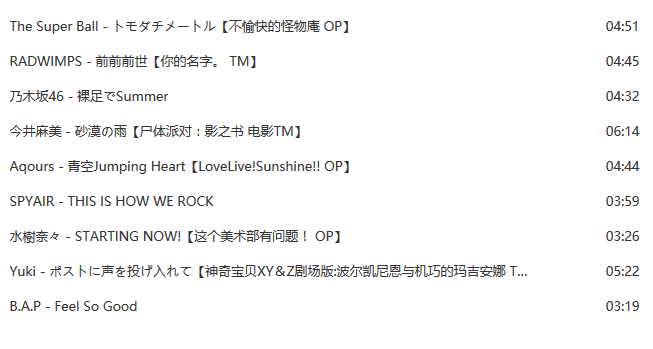 The Super Ball - トモダチメートル【不愉快的怪物庵 OP】 04:51
RADWIMPS - 前前前世【你的名字。 TM】 04:45
乃木坂46 - 裸足でSummer 04:32
今井麻美 - 砂漠の雨【尸体派对：影之书 电影TM】 06:14
Aqours - 青空Jumping Heart【LoveLive!Sunshine!! OP】 04:44
SPYAIR - THIS IS HOW WE ROCK 03:59
水樹奈々 - STARTING NOW!【这个美术部有问题！ OP】 03:26
Yuki - ポストに声を投げ入れて【神奇宝贝XY＆Z剧场版:波尔凯尼恩与机巧的玛吉安娜 T... 05:22
B.A.P - Feel So Good 03:19